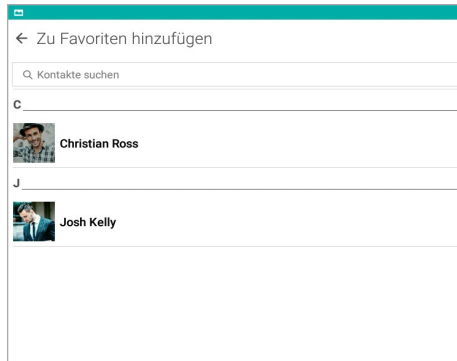 Zu Favoriten hinzufügen
Kontakte suchen
C
Christian Ross
J
Josh Kelly